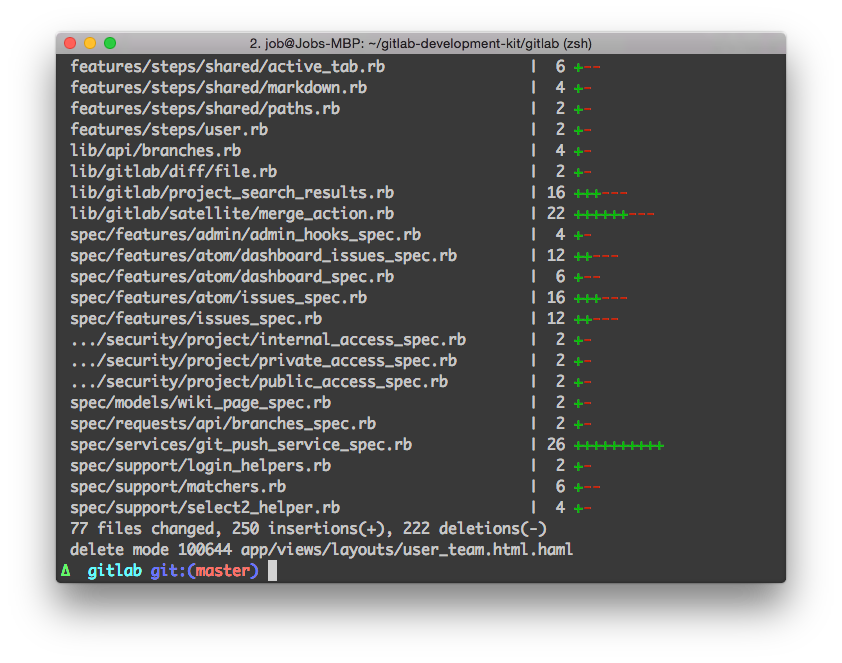 2. job@Jobs-MBP: ~/gitlab-development-kit/gitlab (zsh)
features/steps/shared/active_tab.rb | 6 +--
features/steps/shared/markdown.rb | 4 +-
features/steps/shared/paths.rb | 2 +-
features/steps/user.rb | 2 +-
lib/api/branches.rb | 4 +-
lib/gitlab/diff/file.rb | 2 +-
lib/gitlab/project_search_results.rb | 16 +++---
lib/gitlab/satellite/merge_action.rb | 22 ++++++---
spec/features/admin/admin_hooks_spec.rb | 4 +-
spec/features/atom/dashboard_issues_spec.rb | 12 ++---
spec/features/atom/dashboard_spec.rb | 6 +--
spec/features/atom/issues_spec.rb | 16 +++---
spec/features/issues_spec.rb | 12 ++---
.../security/project/internal_access_spec.rb | 2 +-
.../security/project/private_access_spec.rb | 2 +-
.../security/project/public_access_spec.rb | 2 +-
spec/models/wiki_page_spec.rb | 2 +-
spec/requests/api/branches_spec.rb | 2 +-
spec/services/git_push_service_spec.rb | 26 ++++++++++
spec/support/login_helpers.rb | 2 +-
spec/support/matchers.rb | 6 +--
spec/support/select2_helper.rb | 4 +-
77 files changed, 250 insertions(+), 222 deletions(-)
delete mode 100644 app/views/layouts/user_team.html.haml
Δ gitlab git:(master)